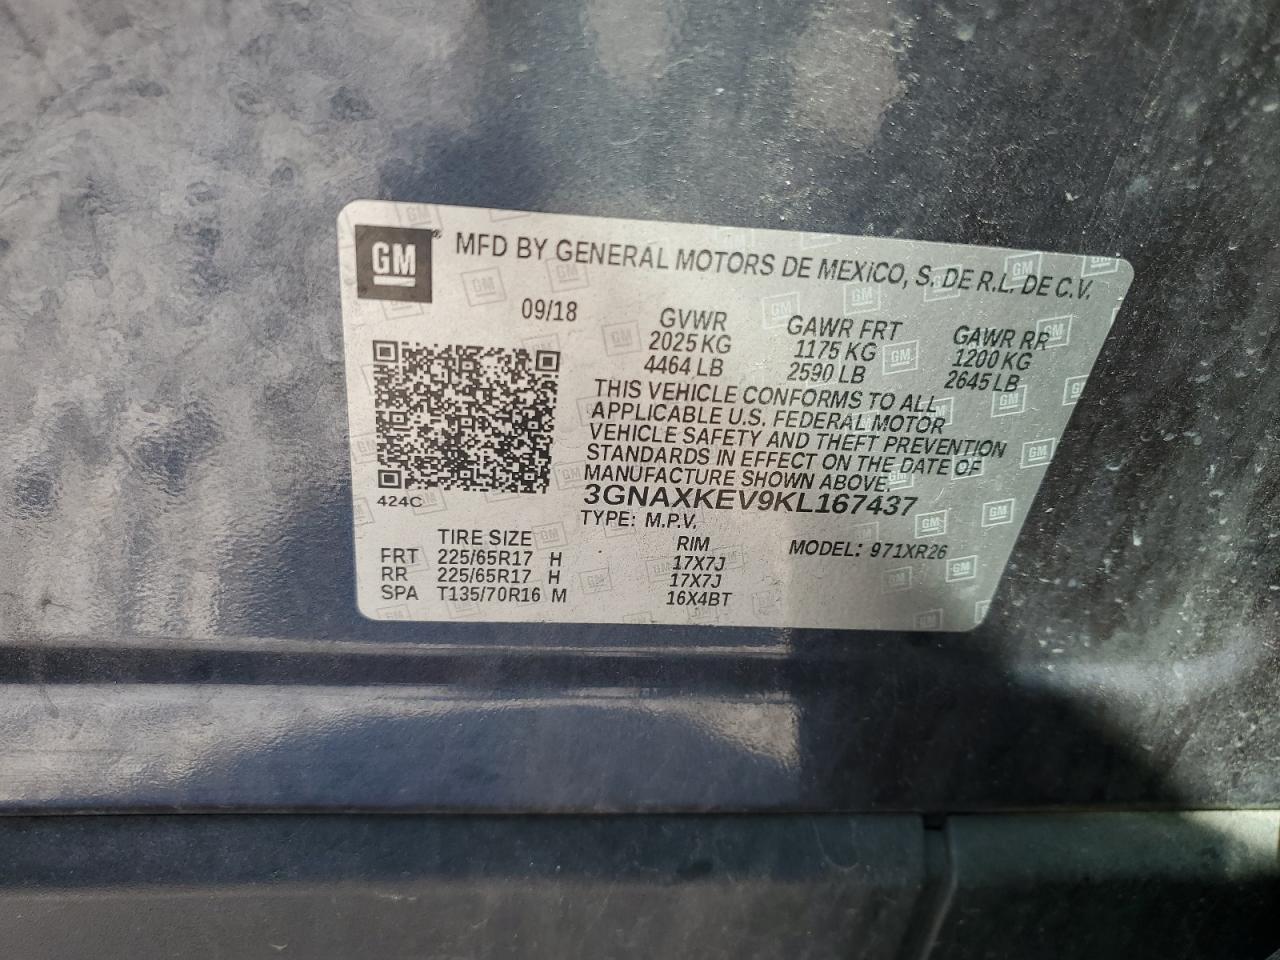 GM
MFD BY GENERAL MOTORS DE MEXICO, S. DE R.L. DE C.V.
09/18
GVWR GAWR FRT GAWR RR
2025 KG 1175 KG 1200 KG
4464 LB 2590 LB 2645 LB
THIS VEHICLE CONFORMS TO ALL
APPLICABLE U.S. FEDERAL MOTOR
VEHICLE SAFETY AND THEFT PREVENTION
STANDARDS IN EFFECT ON THE DATE OF
MANUFACTURE SHOWN ABOVE.
3GNAXKEV9KL167437
424C
TYPE: M.P.V.
TIRE SIZE RIM MODEL: 971XR26
FRT 225/65R17 H 17X7J
RR 225/65R17 H 17X7J
SPA T135/70R16 M 16X4BT